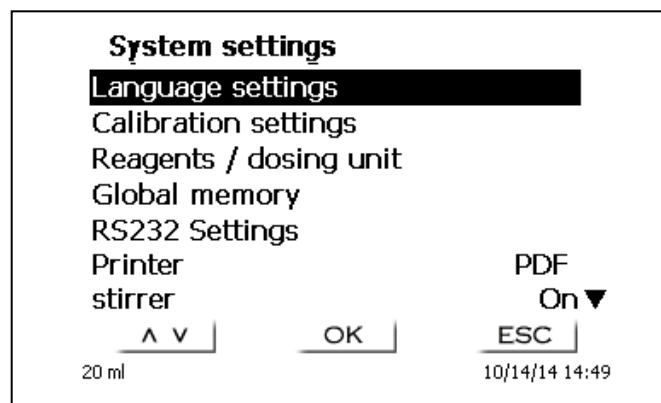 System settings
Language settings
Calibration settings
Reagents / dosing unit
Global memory
RS232 Settings
Printer PDF
stirrer On ▼
∧ ∨ OK ESC
20 ml 10/14/14 14:49